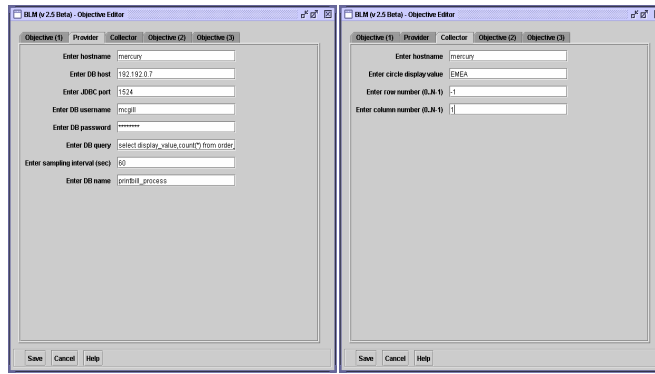 BLM (v 2.5 Beta) - Objective Editor
Objective (1) Provider Collector Objective (2) Objective (3)
Enter hostname mercury
Enter DB host 192.192.0.7
Enter JDBC port 1524
Enter DB username mcgill
Enter DB password ********
Enter DB query select display_value,count(*) from order_
Enter sampling interval (sec) 60
Enter DB name printbill_process
Save Cancel Help
BLM (v 2.5 Beta) - Objective Editor
Objective (1) Provider Collector Objective (2) Objective (3)
Enter hostname mercury
Enter circle display value EMEA
Enter row number (0..N-1) -1
Enter column number (0..N-1) 1
Save Cancel Help